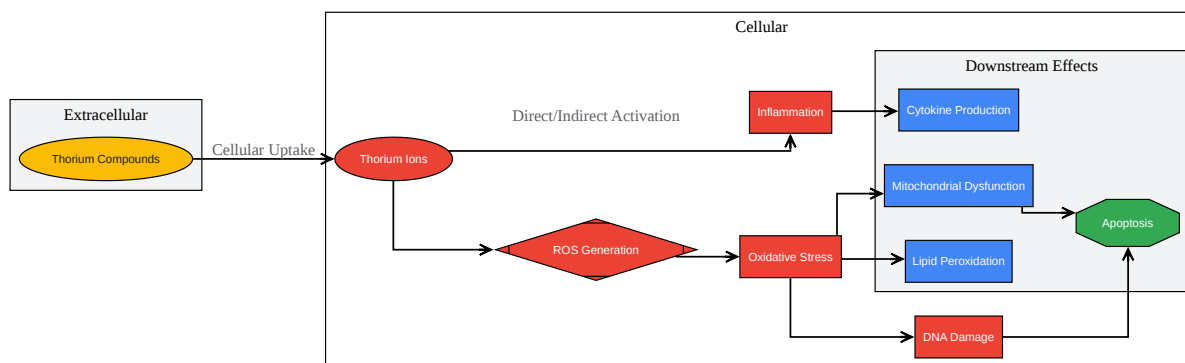 Cellular
Downstream Effects
Extracellular
Thorium Compounds
Cellular Uptake
Thorium Ions
Direct/Indirect Activation
Inflammation
Cytokine Production
Mitochondrial Dysfunction
Apoptosis
ROS Generation
Oxidative Stress
Lipid Peroxidation
DNA Damage